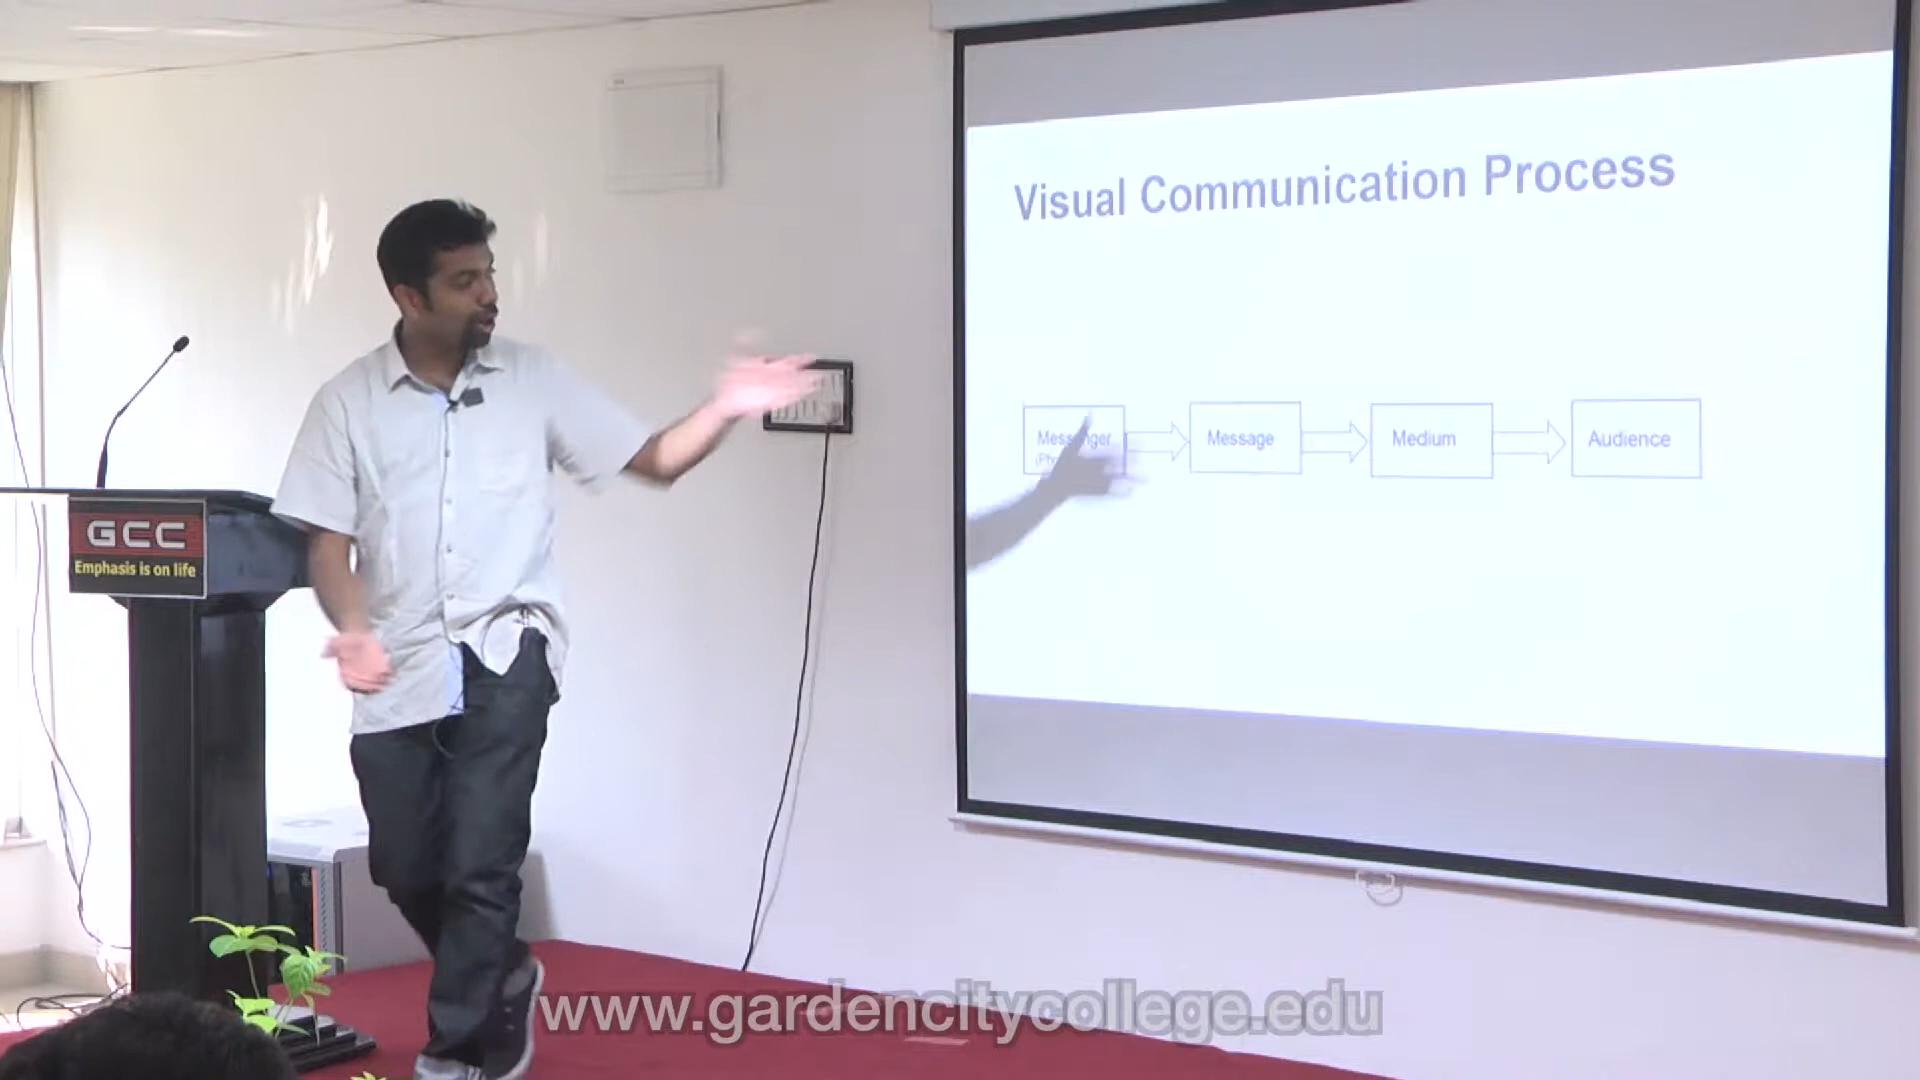 Visual Communication Process
Message
Medium
Audience
GCC
Emphasis is on life
www.gardencitycollege.edu